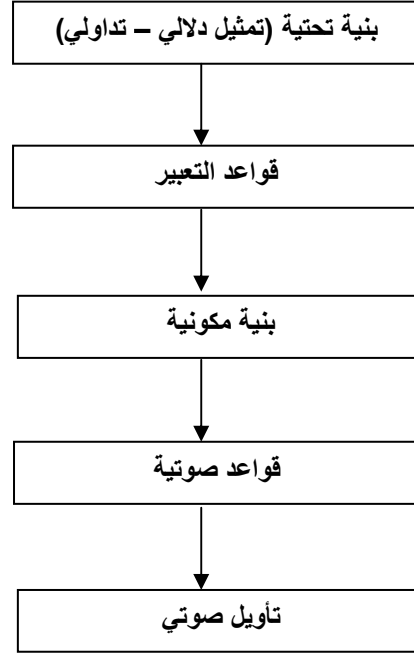 بنية تحتية (تمثيل دلالي – تداولي)
قواعد التعبير
بنية مكونية
قواعد صوتية
تأويل صوتي